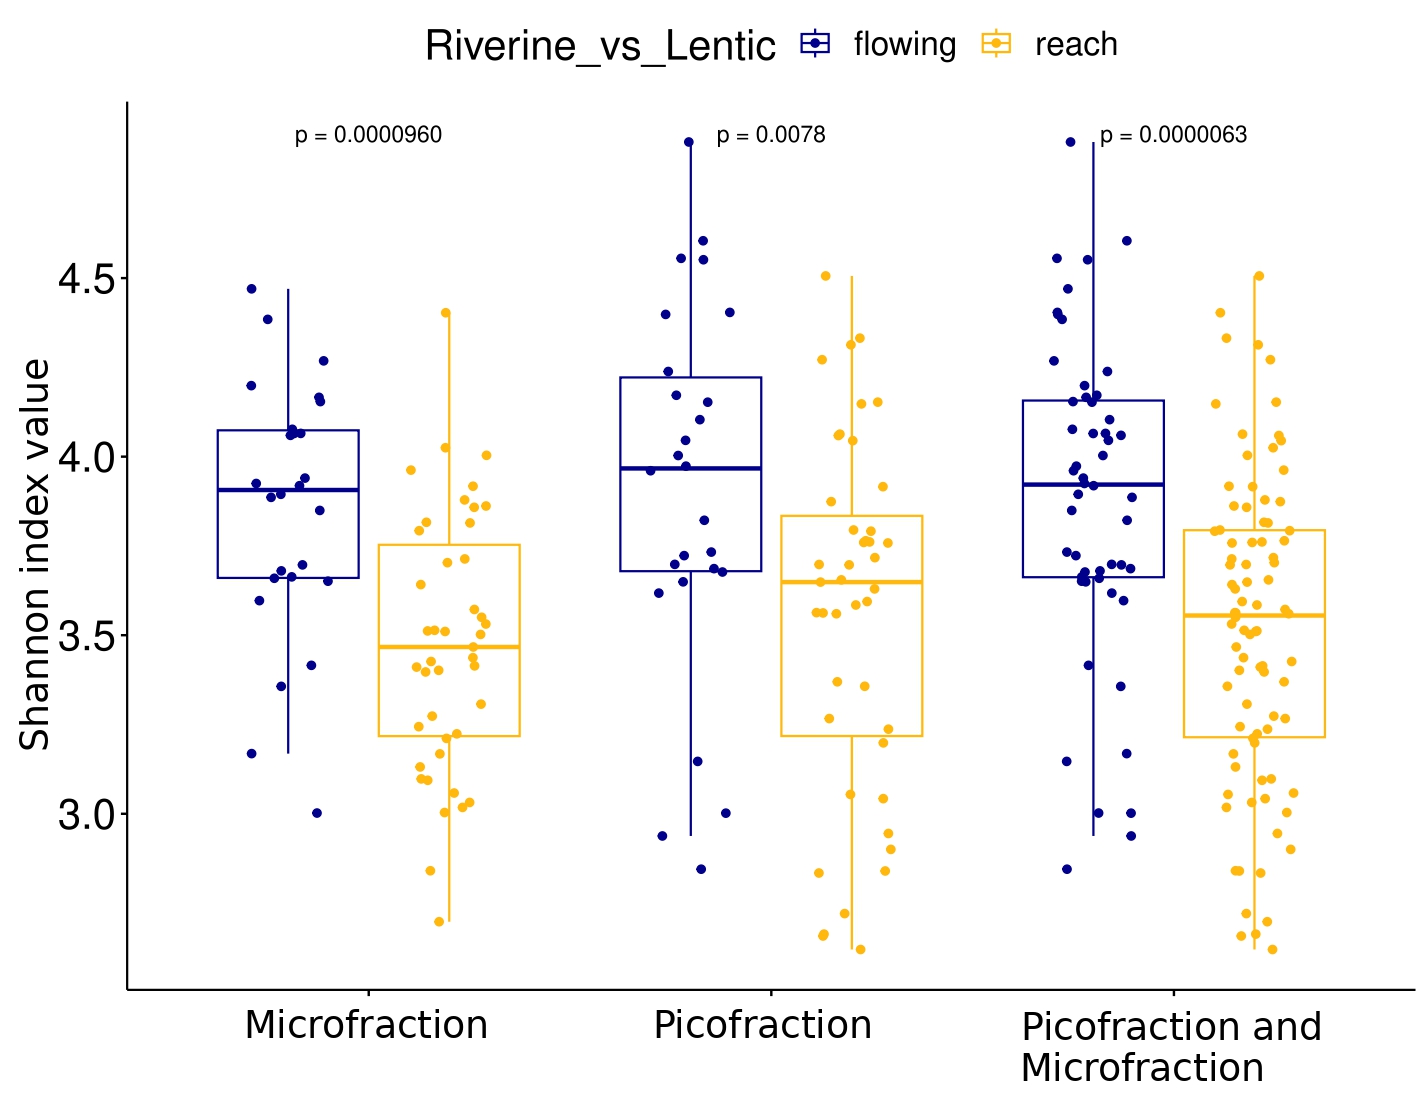 Riverine_vs_Lentic flowing reach
p = 0.0000960 p = 0.0078 p = 0.0000063
Shannon index value
4.5
4.0
3.5
3.0
Microfraction Picofraction Picofraction and
Microfraction